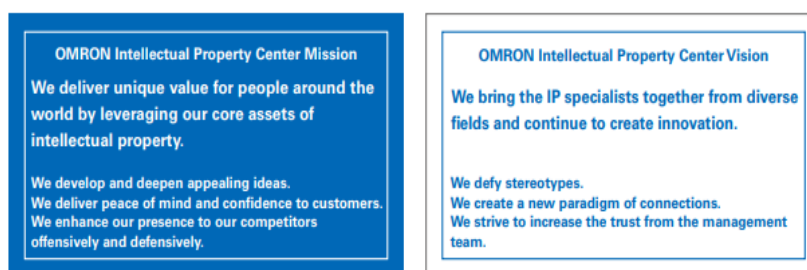 OMRON Intellectual Property Center Mission
We deliver unique value for people around the
world by leveraging our core assets of
intellectual property.
We develop and deepen appealing ideas.
We deliver peace of mind and confidence to customers.
We enhance our presence to our competitors
offensively and defensively.
OMRON Intellectual Property Center Vision
We bring the IP specialists together from diverse
fields and continue to create innovation.
We defy stereotypes.
We create a new paradigm of connections.
We strive to increase the trust from the management
team.